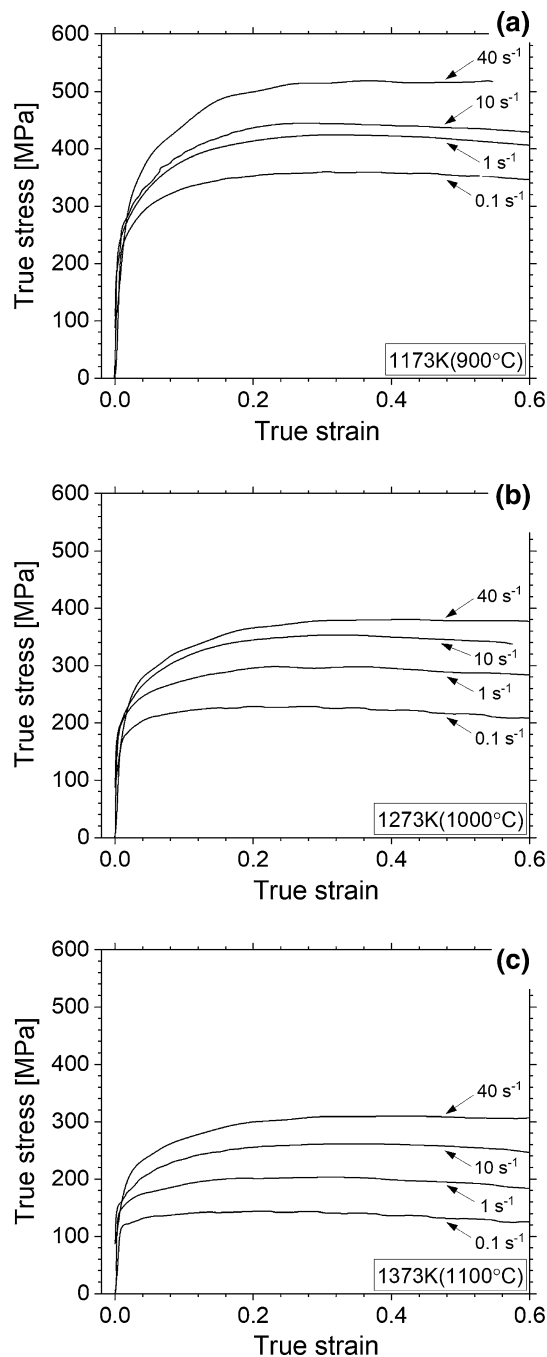 (a)
600
500
400
300
200
100
0
True stress [MPa]
40 s-1
10 s-1
1 s-1
0.1 s-1
1173K(900°C)
0.0 0.2 0.4 0.6
True strain
(b)
600
500
400
300
200
100
0
True stress [MPa]
40 s-1
10 s-1
1 s-1
0.1 s-1
1273K(1000°C)
0.0 0.2 0.4 0.6
True strain
(c)
600
500
400
300
200
100
0
True stress [MPa]
40 s-1
10 s-1
1 s-1
0.1 s-1
1373K(1100°C)
0.0 0.2 0.4 0.6
True strain